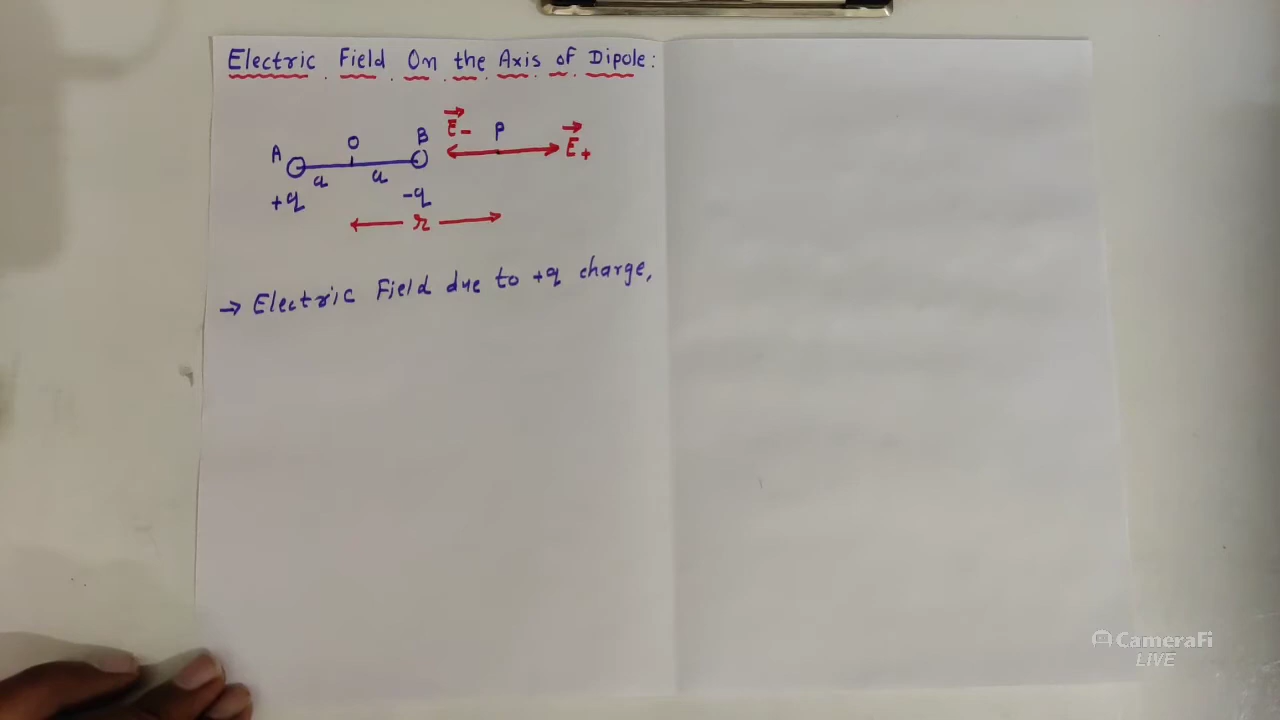 Electric Field On the Axis of Dipole:
A O B E- P E+
a a
+q -q
r
→ Electric Field due to +q charge,
CameraFi
LIVE